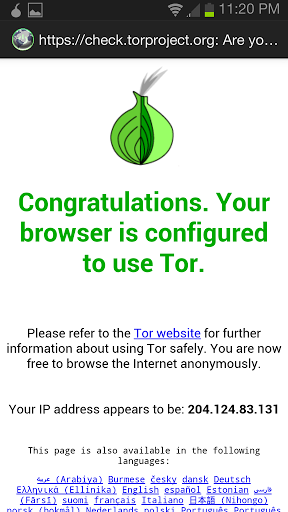 11:20 PM
https://check.torproject.org: Are yo...
Congratulations. Your
browser is configured
to use Tor.
Please refer to the Tor website for further
information about using Tor safely. You are now
free to browse the Internet anonymously.
Your IP address appears to be: 204.124.83.131
This page is also available in the following
languages:
عربية (Arabiya) Burmese česky dansk Deutsch
Ελληνικά (Ellinika) English español Estonian فارسی
(Fārsī) suomi français Italiano 日本語 (Nihongo)
norsk (bokmål) Nederlands polski Português Português